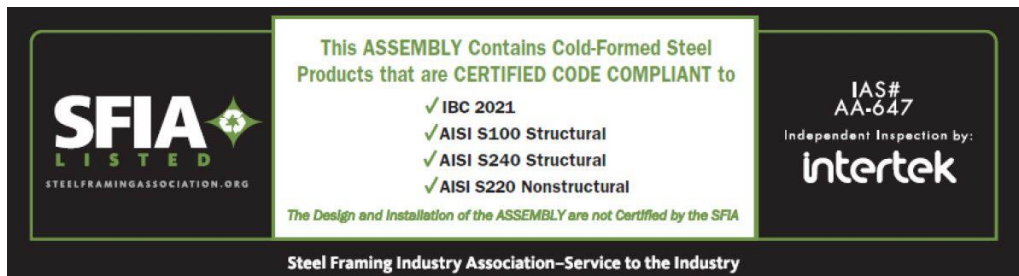 SFIA
LISTED
STEELFRAMINGASSOCIATION.ORG
This ASSEMBLY Contains Cold-Formed Steel
Products that are CERTIFIED CODE COMPLIANT to
✓IBC 2021
✓AISI S100 Structural
✓AISI S240 Structural
✓AISI S220 Nonstructural
The Design and Installation of the ASSEMBLY are not Certified by the SFIA
IAS#
AA-647
Independent Inspection by:
intertek
Steel Framing Industry Association–Service to the Industry